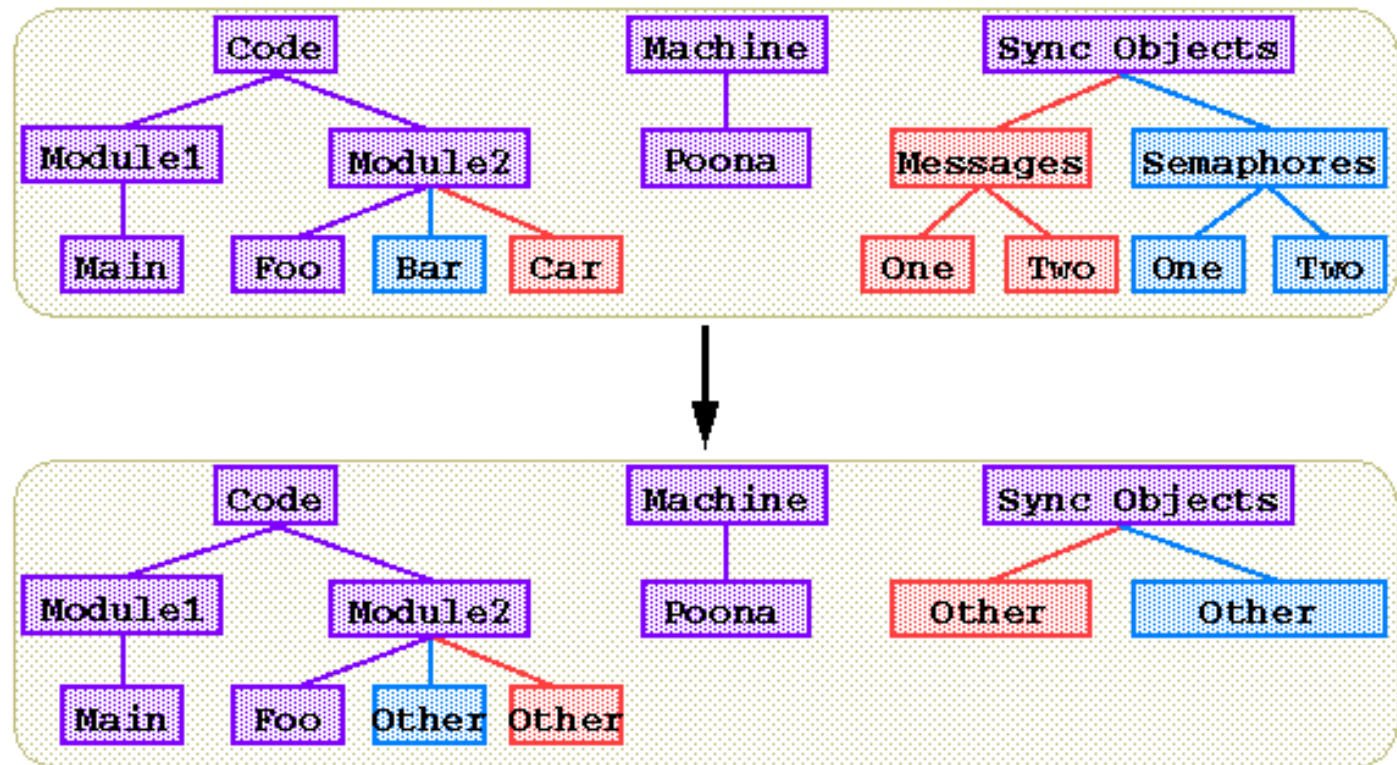 Code Machine Sync Objects
Module1 Module2 Poona Messages Semaphores
Main Foo Bar Car One Two One Two
Code Machine Sync Objects
Module1 Module2 Poona Other Other
Main Foo Other Other